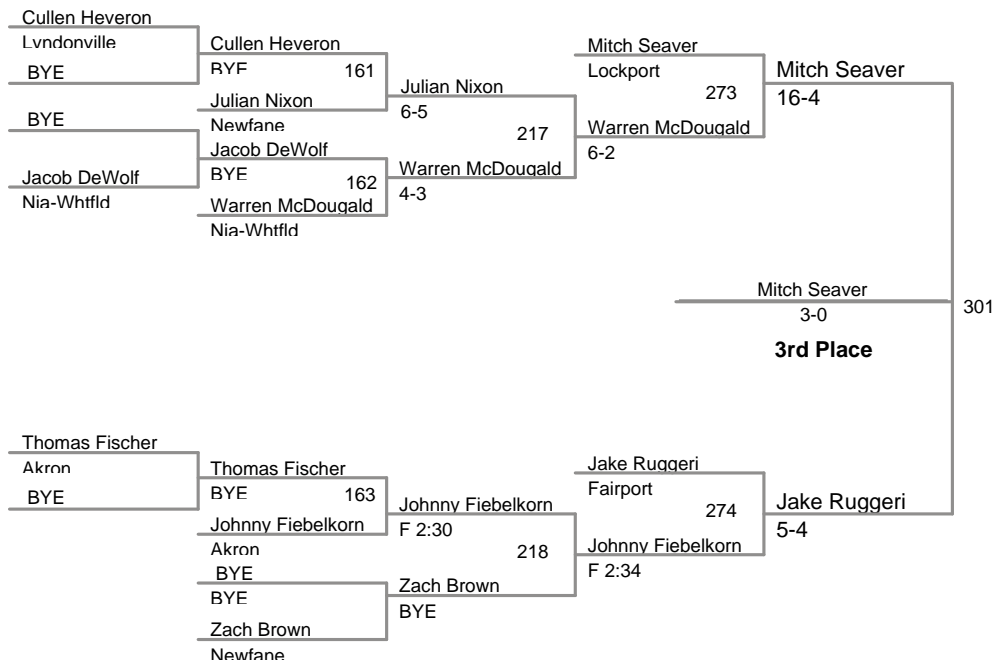 Cullen Heveron
Lyndonville
BYE
BYE
Jacob DeWolf
Nia-Whtfld
Cullen Heveron
BYE
161
Julian Nixon
Newfane
Jacob DeWolf
BYE
162
Warren McDougald
Nia-Whtfld
Julian Nixon
6-5
217
Warren McDougald
4-3
Mitch Seaver
Lockport
273
Warren McDougald
6-2
Mitch Seaver
16-4
Mitch Seaver
3-0
3rd Place
301
Thomas Fischer
Akron
BYE
Thomas Fischer
BYE
163
Johnny Fiebelkorn
Akron
BYE
BYE
Zach Brown
Newfane
Johnny Fiebelkorn
F 2:30
218
Zach Brown
BYE
Jake Ruggeri
Fairport
274
Johnny Fiebelkorn
F 2:34
Jake Ruggeri
5-4